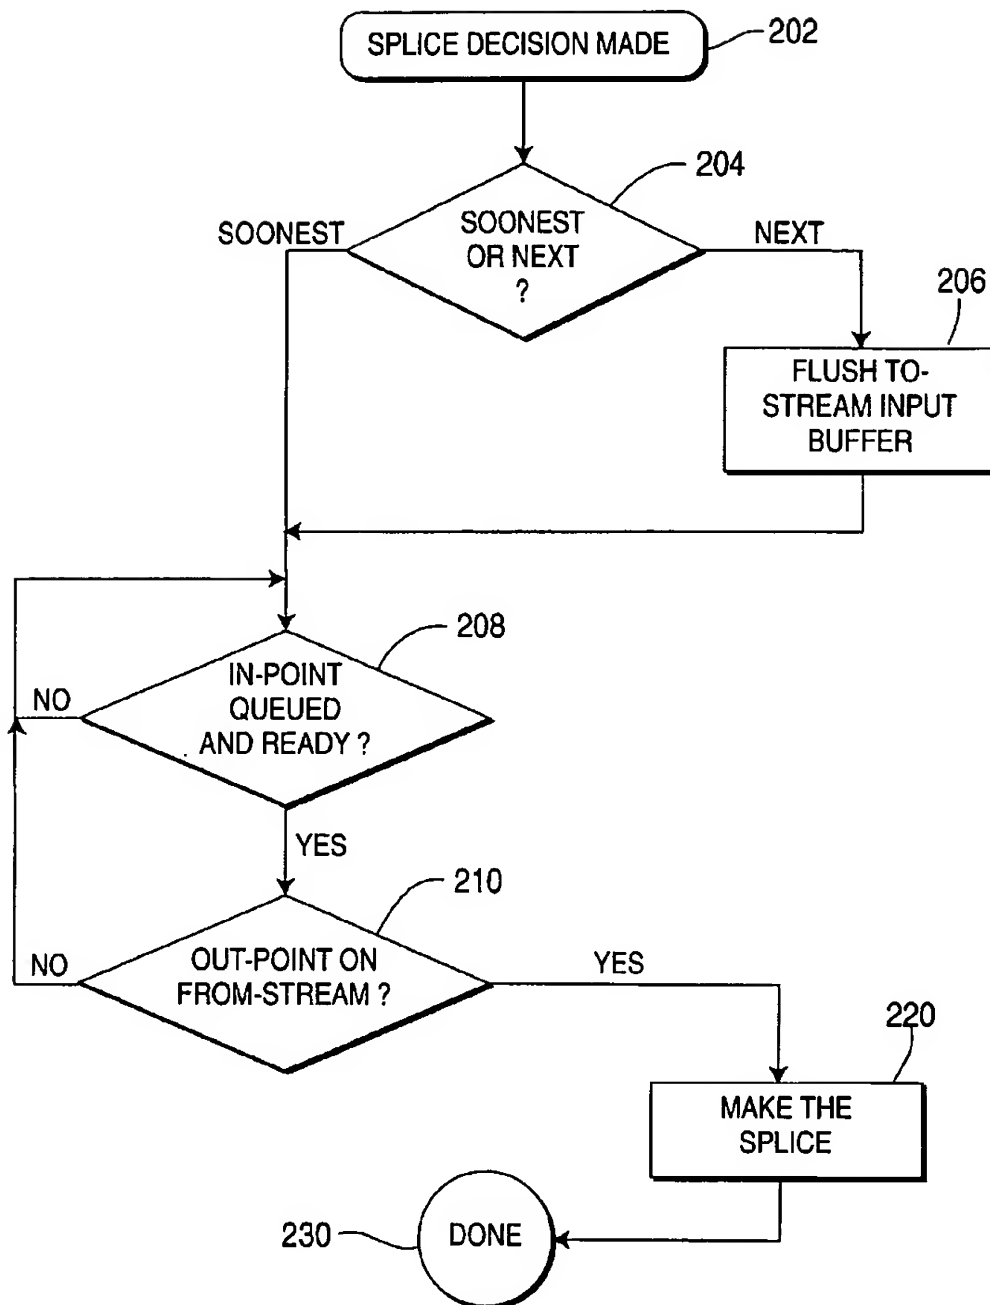 SPLICE DECISION MADE
202
204
SOONEST
OR NEXT
?
SOONEST
NEXT
206
FLUSH TO-
STREAM INPUT
BUFFER
208
IN-POINT
QUEUED
AND READY ?
NO
YES
210
OUT-POINT ON
FROM-STREAM ?
NO
YES
220
MAKE THE
SPLICE
230
DONE